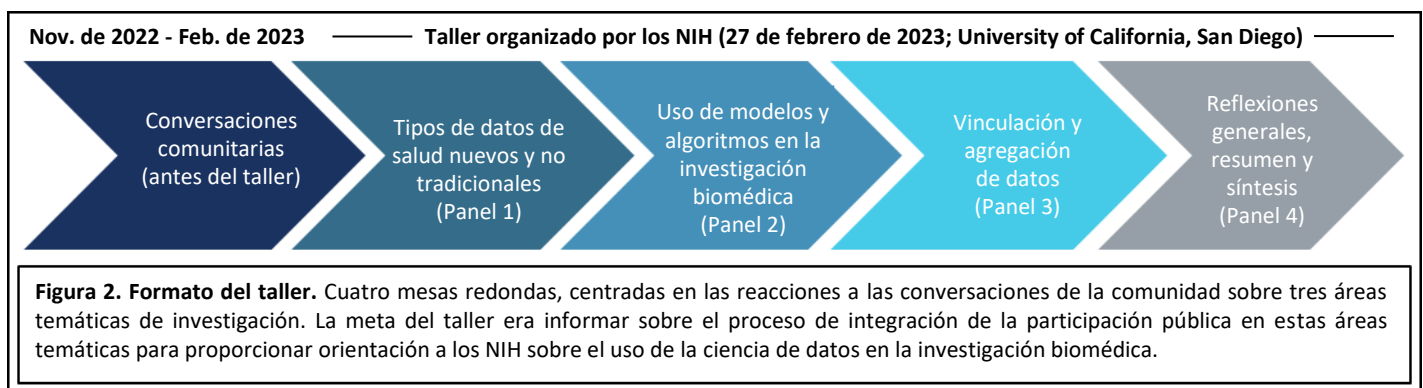 Nov. de 2022 - Feb. de 2023
Taller organizado por los NIH (27 de febrero de 2023; University of California, San Diego)
Conversaciones
comunitarias
(antes del taller)
Tipos de datos de
salud nuevos y no
tradicionales
(Panel 1)
Uso de modelos y
algoritmos en la
investigación
biomédica
(Panel 2)
Vinculación y
agregación
de datos
(Panel 3)
Reflexiones
generales,
resumen y
síntesis
(Panel 4)
Figura 2. Formato del taller. Cuatro mesas redondas, centradas en las reacciones a las conversaciones de la comunidad sobre tres áreas
temáticas de investigación. La meta del taller era informar sobre el proceso de integración de la participación pública en estas áreas
temáticas para proporcionar orientación a los NIH sobre el uso de la ciencia de datos en la investigación biomédica.